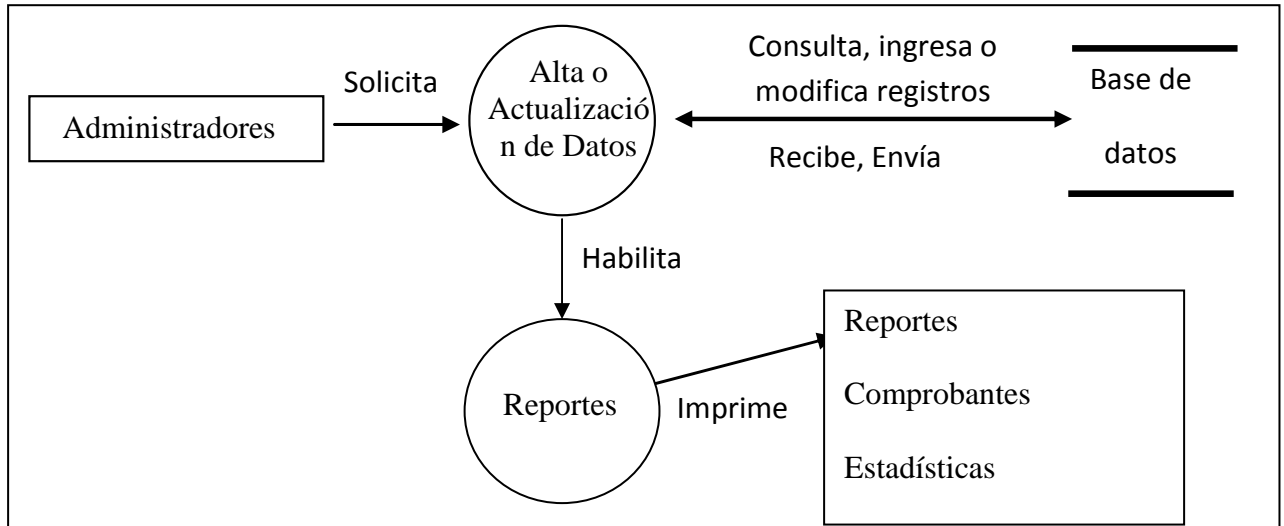 Administradores
Solicita
Alta o
Actualizació
n de Datos
Consulta, ingresa o
modifica registros
Recibe, Envía
Base de
datos
Habilita
Reportes
Imprime
Reportes
Comprobantes
Estadísticas